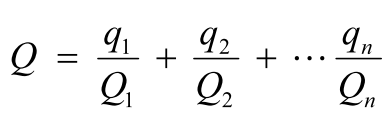 Q = q₁/Q₁ + q₂/Q₂ + ⋯ qₙ/Qₙ